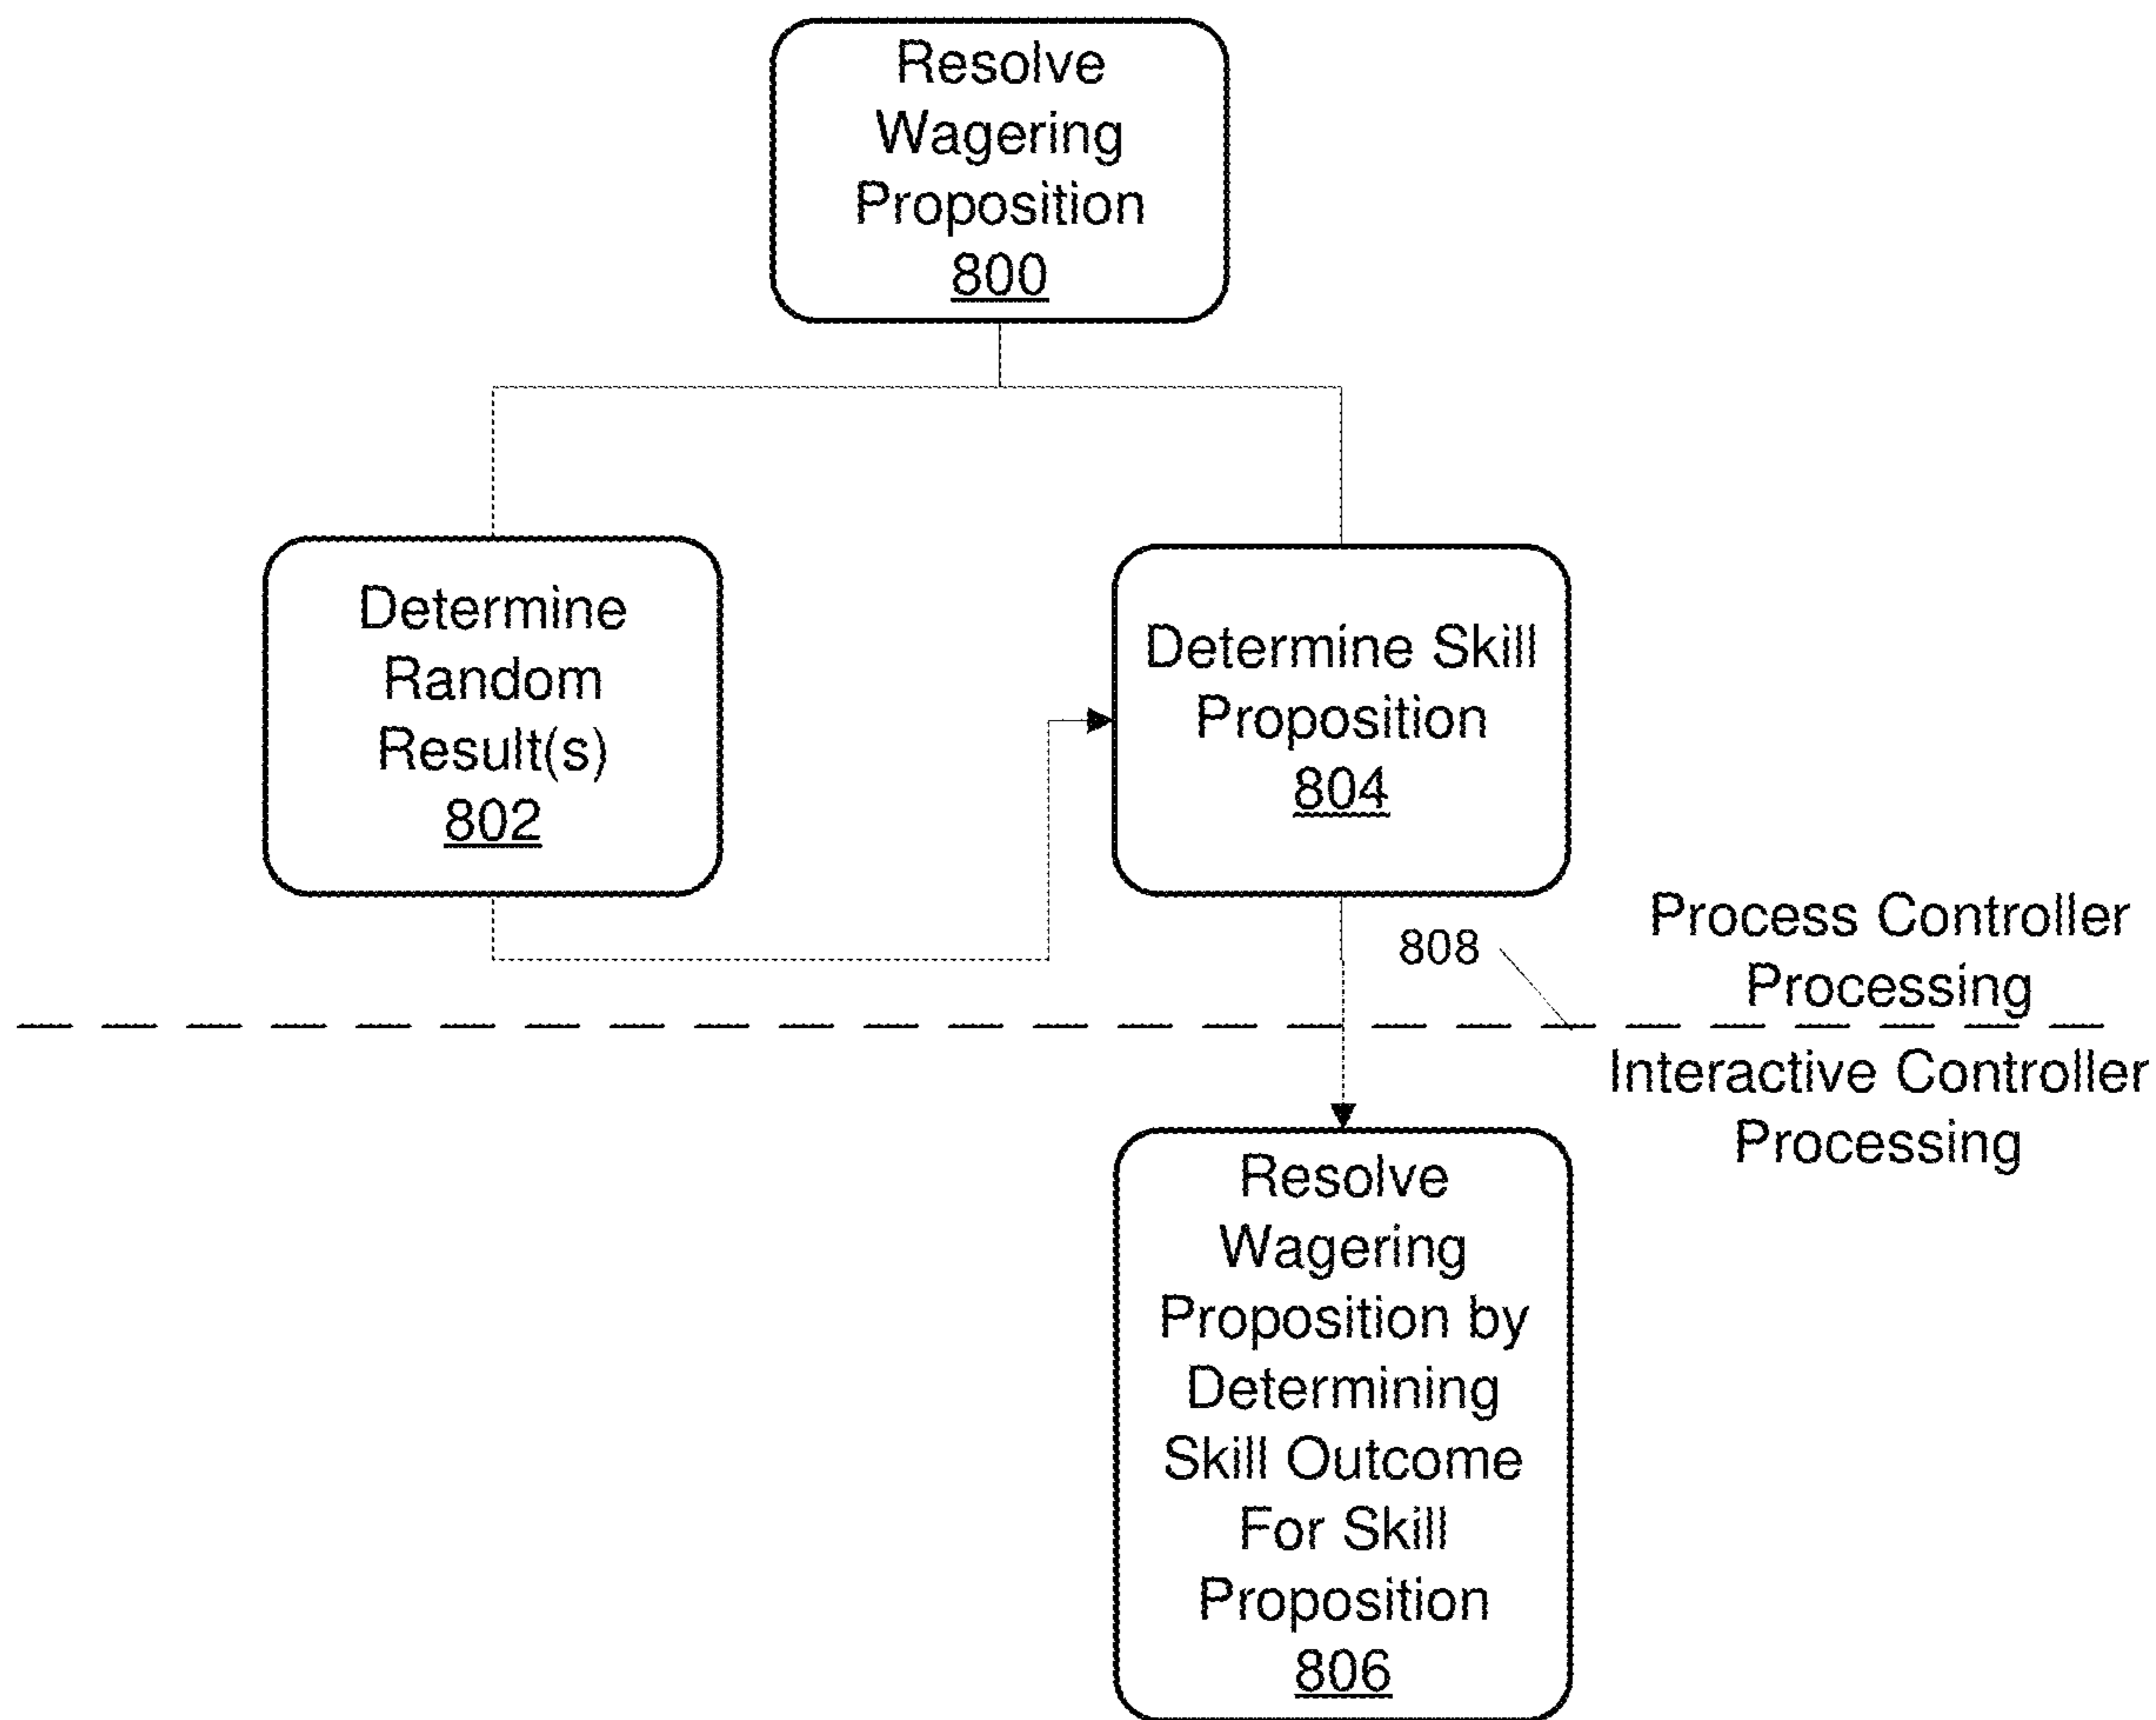 Resolve
Wagering
Proposition
800
Determine
Random
Result(s)
802
Determine Skill
Proposition
804
808
Process Controller
Processing
Interactive Controller
Processing
Resolve
Wagering
Proposition by
Determining
Skill Outcome
For Skill
Proposition
806